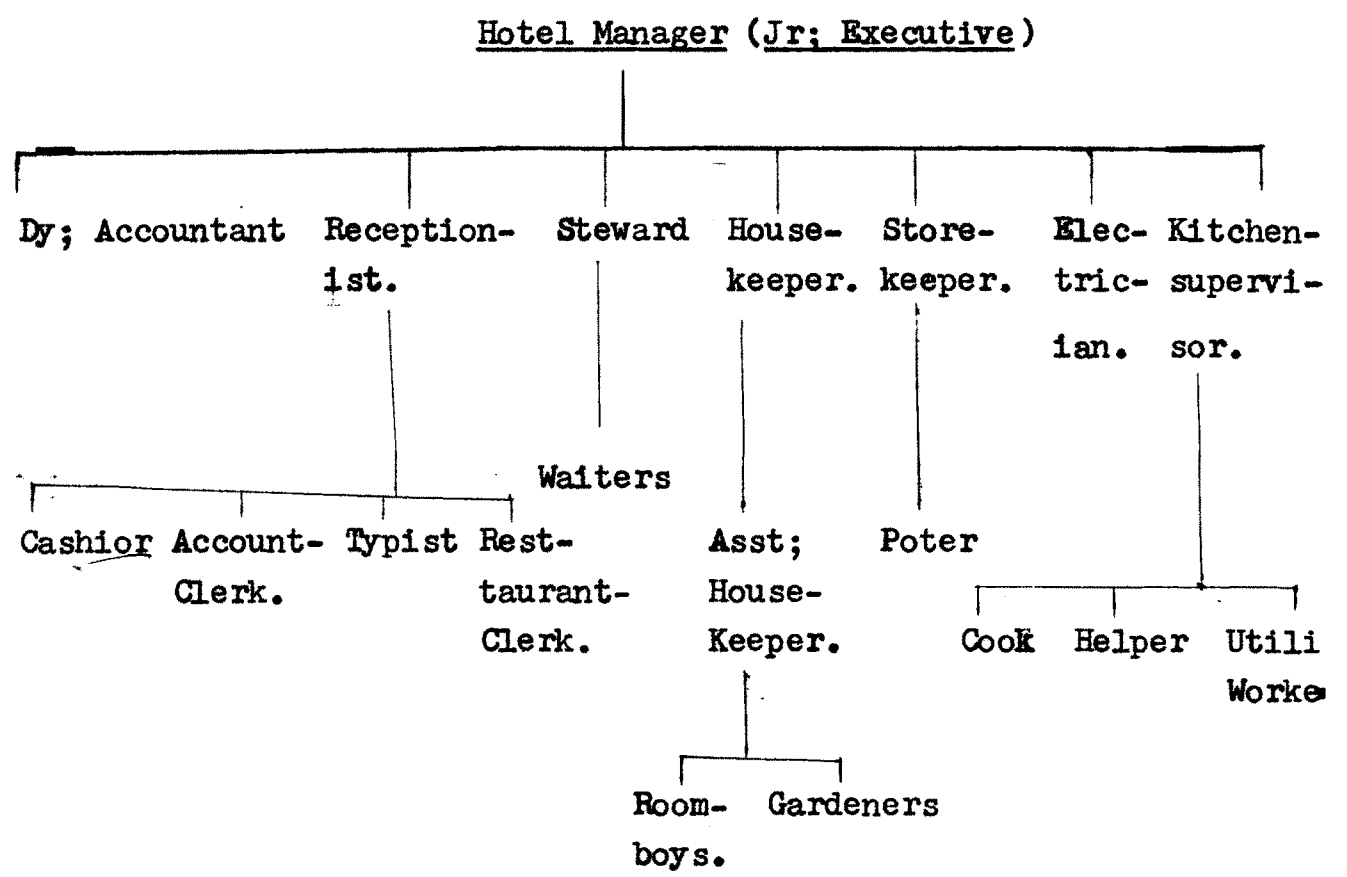 Hotel Manager (Jr; Executive)
Dy; Accountant Reception- Steward House- Store- Elec- Kitchen-
ist. keeper. keeper. tric- supervi-
ian. sor.
Waiters
Cashior Account- Typist Rest- Asst; Poter
Clerk. taurant- House-
Clerk. Keeper. Cook Helper Utili
Worke
Room- Gardeners
boys.